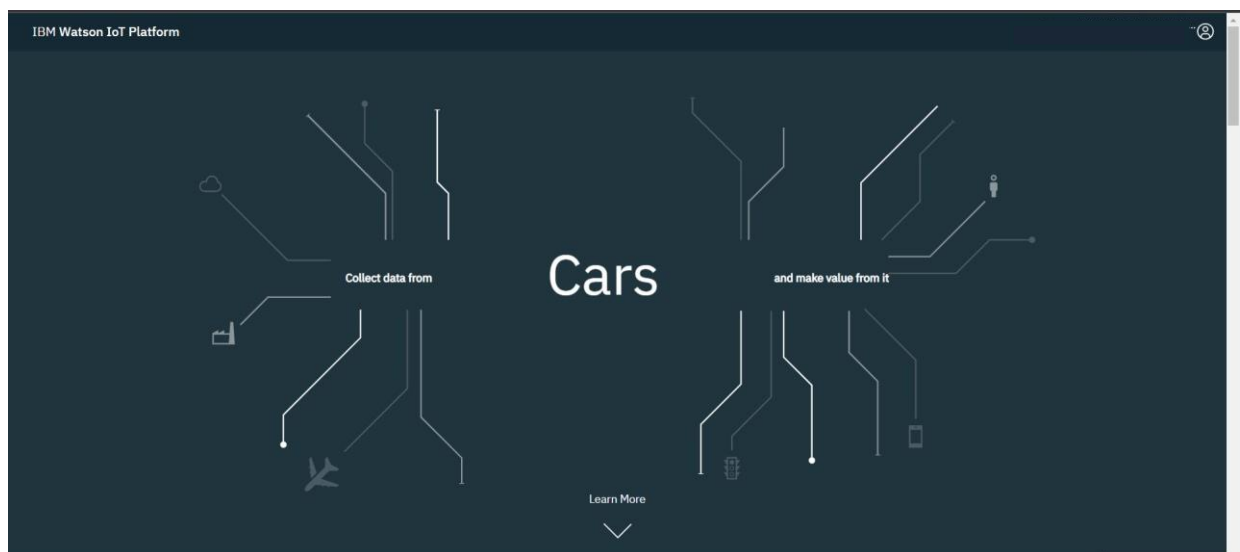 IBM Watson IoT Platform
Collect data from
Cars
and make value from it
Learn More